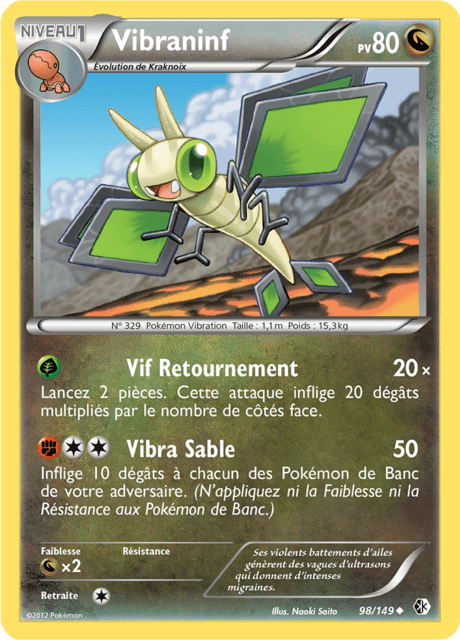 NIVEAU 1
Vibraninf
PV 80
Évolution de Kraknoix
N° 329 Pokémon Vibration Taille : 1,1m Poids : 15,3kg
Vif Retournement 20×
Lancez 2 pièces. Cette attaque inflige 20 dégâts
multipliés par le nombre de côtés face.
Vibra Sable 50
Inflige 10 dégâts à chacun des Pokémon de Banc
de votre adversaire. (N'appliquez ni la Faiblesse ni la
Résistance aux Pokémon de Banc.)
Faiblesse Résistance
×2
Retraite
Ses violents battements d'ailes
génèrent des vagues d'ultrasons
qui donnent d'intenses
migraines.
©2012 Pokémon
Illus. Naoki Saito 98/149